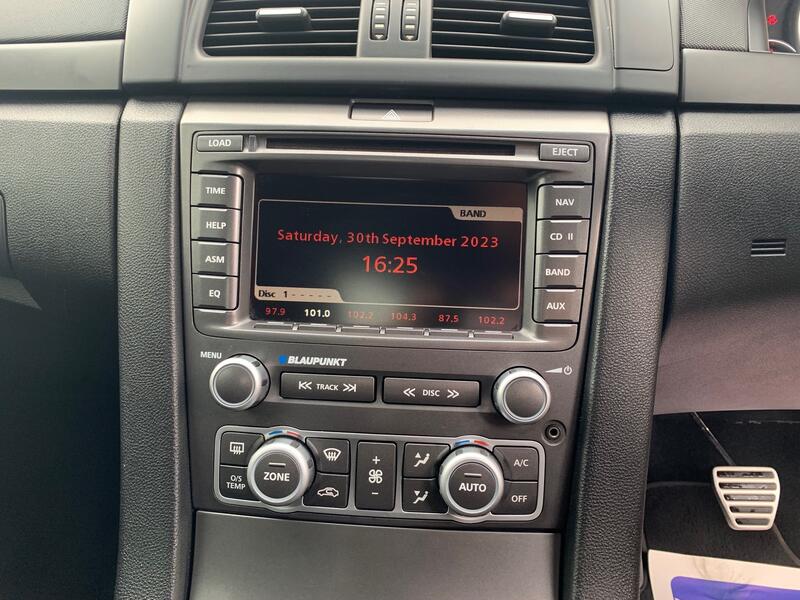 LOAD
EJECT
TIME
HELP
ASM
EQ
BAND
Saturday, 30th September 2023
16:25
Disc 1 - - - - -
97.9 101.0 102.2 104.3 87.5 102.2
NAV
CD II
BAND
AUX
MENU
BLAUPUNKT
TRACK
DISC
ZONE
O/S
TEMP
+
-
AUTO
A/C
OFF